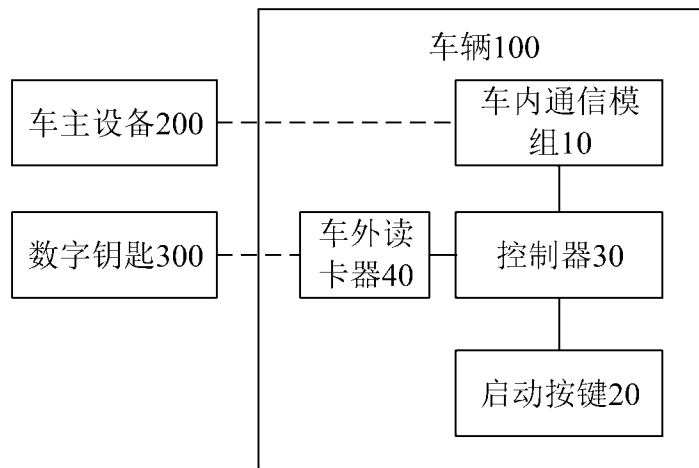 车辆100
车主设备200
车内通信模
组10
数字钥匙300
车外读
卡器40
控制器30
启动按键20